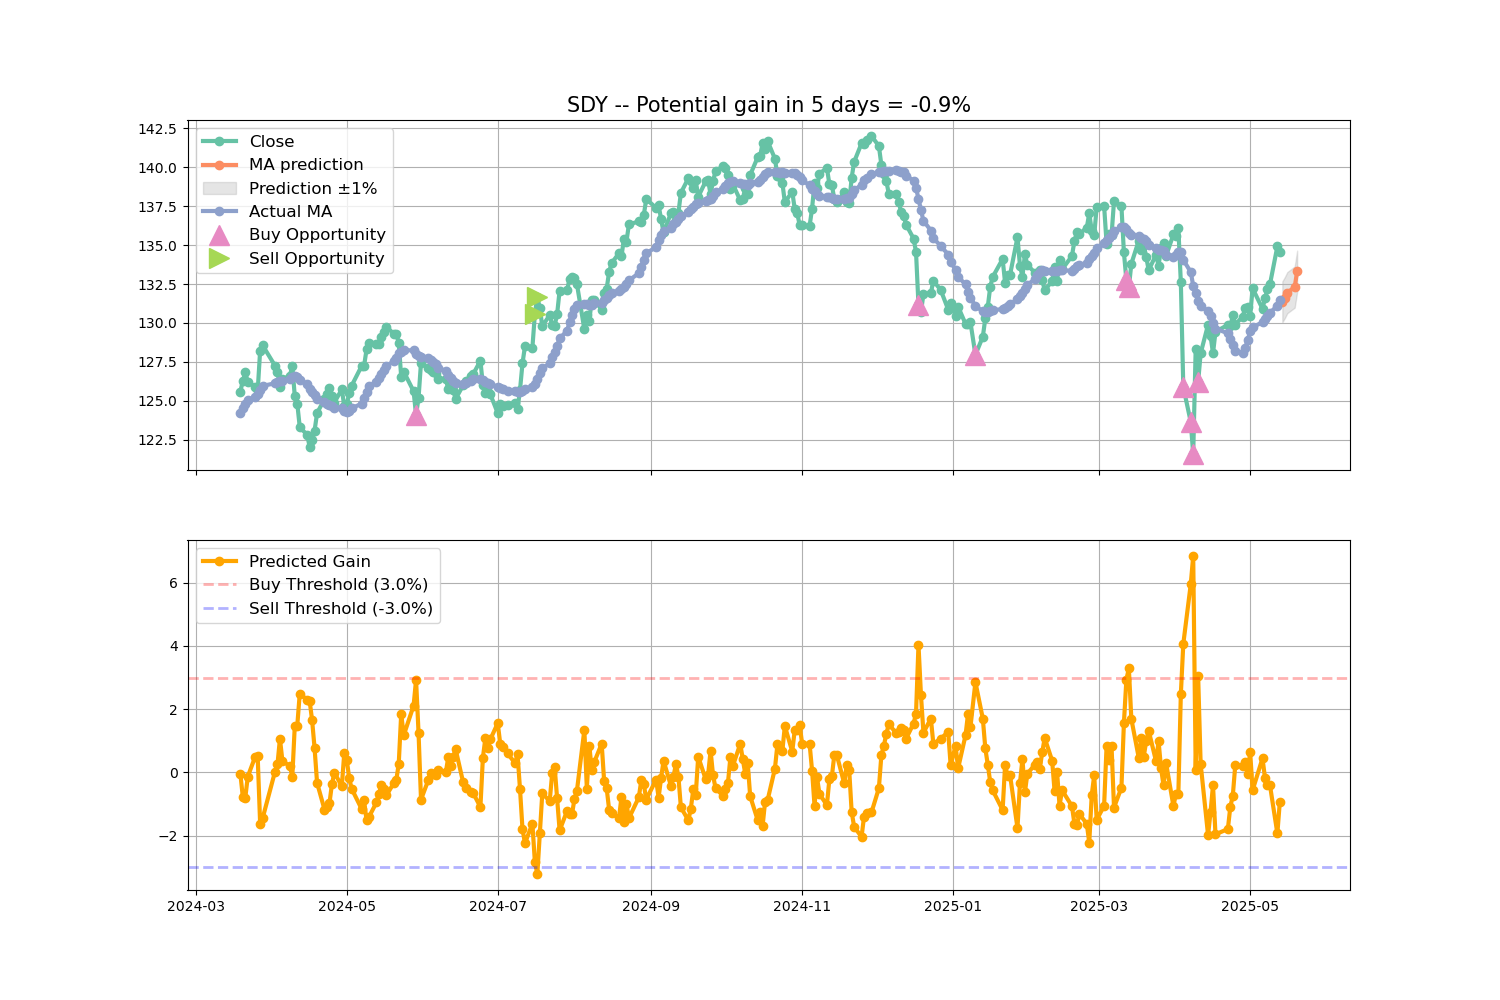 SDY -- Potential gain in 5 days = -0.9%
142.5
140.0
137.5
135.0
132.5
130.0
127.5
125.0
122.5
Close
MA prediction
Prediction ±1%
Actual MA
Buy Opportunity
Sell Opportunity
6
4
2
0
−2
Predicted Gain
Buy Threshold (3.0%)
Sell Threshold (-3.0%)
2024-03 2024-05 2024-07 2024-09 2024-11 2025-01 2025-03 2025-05